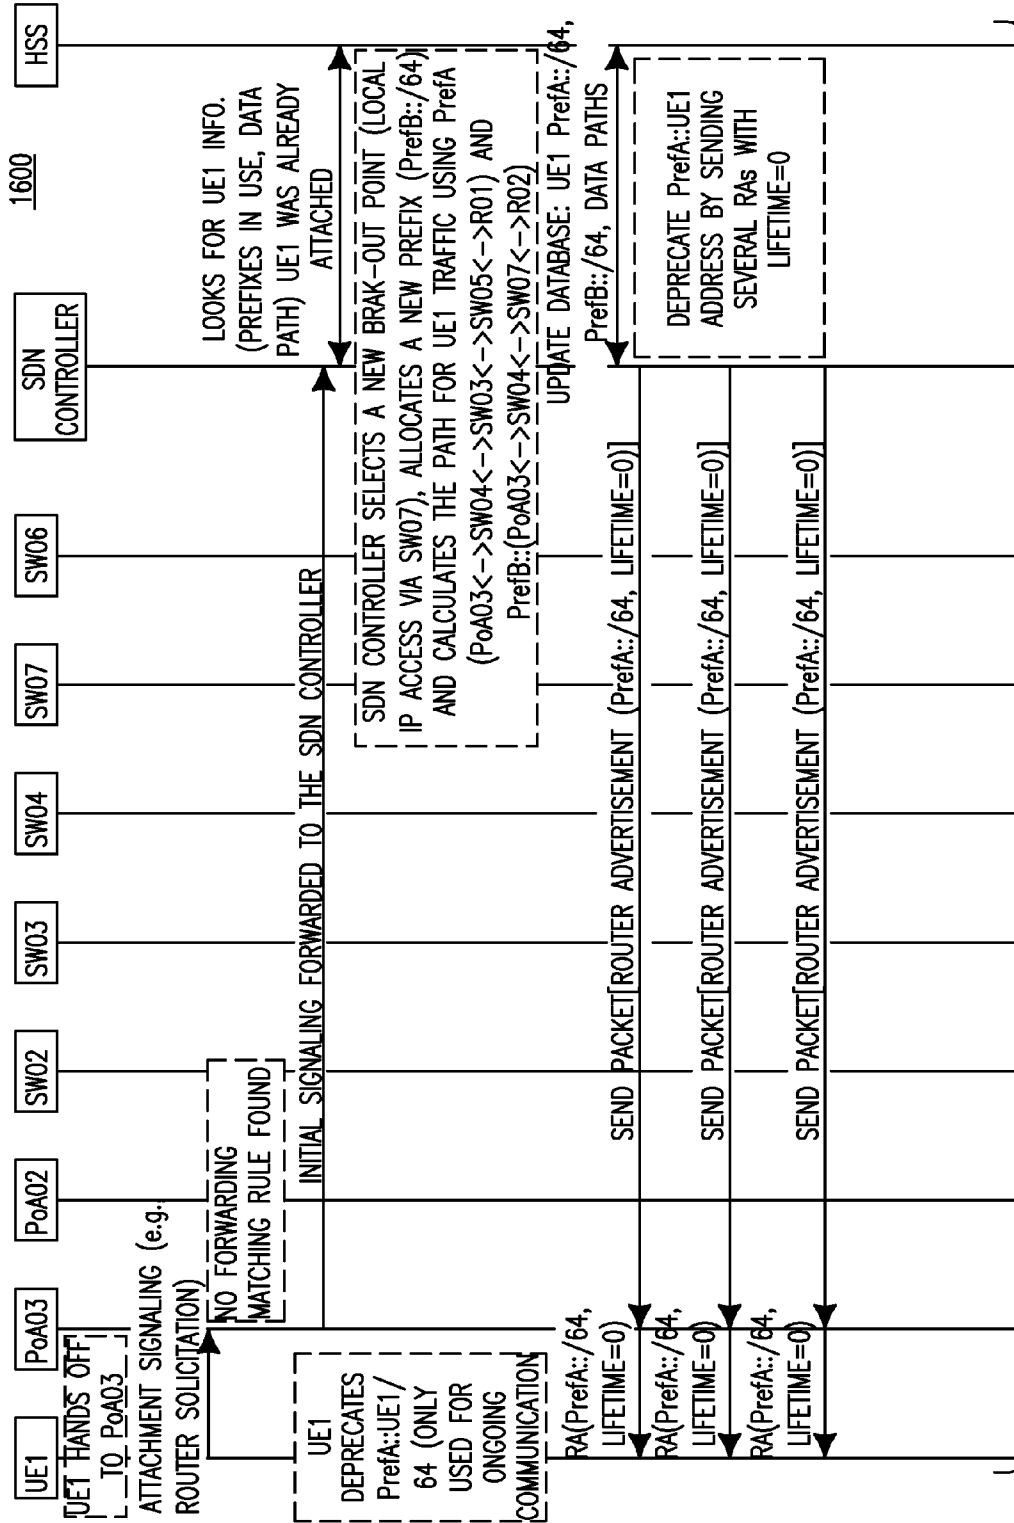 1600
UE1
PoA03
PoA02
SW02
SW03
SW04
SW07
SW06
SDN
CONTROLLER
HSS
UE1 HANDS OFF
TO PoA03
ATTACHMENT SIGNALING (e.g.,
ROUTER SOLICITATION)
NO FORWARDING
MATCHING RULE FOUND
INITIAL SIGNALING FORWARDED TO THE SDN CONTROLLER
LOOKS FOR UE1 INFO.
(PREFIXES IN USE, DATA
PATH) UE1 WAS ALREADY
ATTACHED
SDN CONTROLLER SELECTS A NEW BRAK-OUT POINT (LOCAL
IP ACCESS VIA SW07), ALLOCATES A NEW PREFIX (PrefB::/64)
AND CALCULATES THE PATH FOR UE1 TRAFFIC USING PrefA
(PoA03<->SW04<->SW03<->SW05<->R01) AND
PrefB::(PoA03<->SW04<->SW07<->R02)
UPDATE DATABASE: UE1 PrefA::/64,
PrefB::/64, DATA PATHS
UE1
DEPRECATES
PrefA::UE1/
64 (ONLY
USED FOR
ONGOING
COMMUNICATION
DEPRECATE PrefA::UE1
ADDRESS BY SENDING
SEVERAL RAs WITH
LIFETIME=0
SEND PACKET[ROUTER ADVERTISEMENT (PrefA::/64, LIFETIME=0)]
RA(PrefA::/64,
LIFETIME=0)
SEND PACKET[ROUTER ADVERTISEMENT (PrefA::/64, LIFETIME=0)]
RA(PrefA::/64,
LIFETIME=0)
SEND PACKET[ROUTER ADVERTISEMENT (PrefA::/64, LIFETIME=0)]
RA(PrefA::/64,
LIFETIME=0)